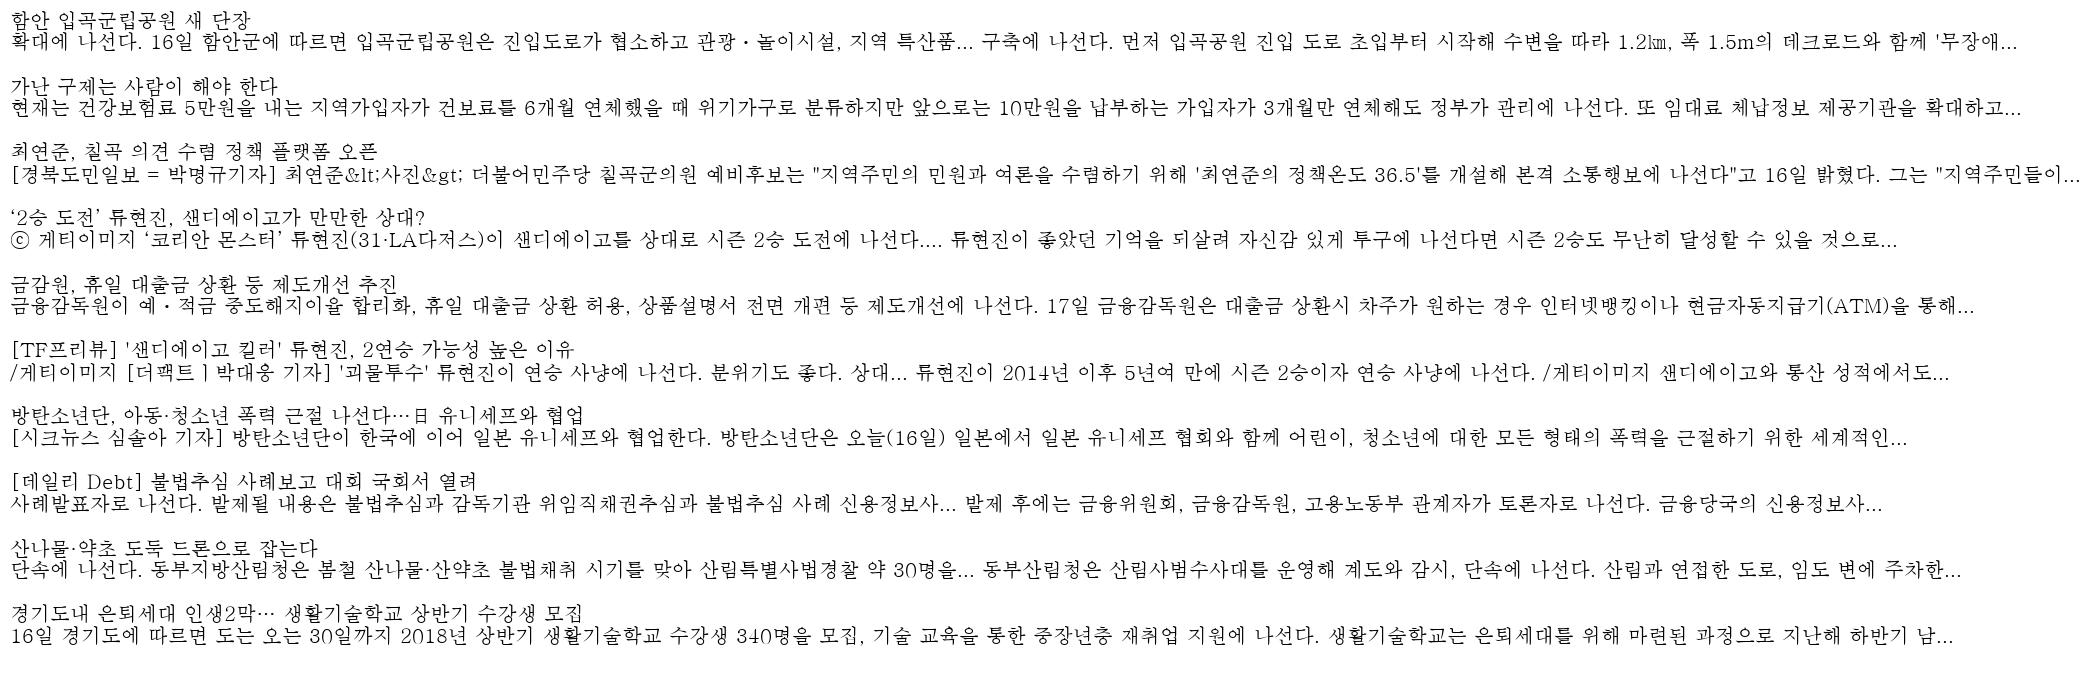 함안 입곡군립공원 새 단장
확대에 나선다. 16일 함안군에 따르면 입곡군립공원은 진입도로가 협소하고 관광·놀이시설, 지역 특산품... 구축에 나선다. 먼저 입곡공원 진입 도로 초입부터 시작해 수변을 따라 1.2㎞, 폭 1.5m의 데크로드와 함께 '무장애...
가난 구제는 사람이 해야 한다
현재는 건강보험료 5만원을 내는 지역가입자가 건보료를 6개월 연체했을 때 위기가구로 분류하지만 앞으로는 10만원을 납부하는 가입자가 3개월만 연체해도 정부가 관리에 나선다. 또 임대료 체납정보 제공기관을 확대하고...
최연준, 칠곡 의견 수렴 정책 플랫폼 오픈
[경북도민일보 = 박명규기자] 최연준&lt;사진&gt; 더불어민주당 칠곡군의원 예비후보는 "지역주민의 민원과 여론을 수렴하기 위해 '최연준의 정책온도 36.5'를 개설해 본격 소통행보에 나선다"고 16일 밝혔다. 그는 "지역주민들이...
‘2승 도전’ 류현진, 샌디에이고가 만만한 상대?
ⓒ 게티이미지 ‘코리안 몬스터’ 류현진(31·LA다저스)이 샌디에이고를 상대로 시즌 2승 도전에 나선다.... 류현진이 좋았던 기억을 되살려 자신감 있게 투구에 나선다면 시즌 2승도 무난히 달성할 수 있을 것으로...
금감원, 휴일 대출금 상환 등 제도개선 추진
금융감독원이 예·적금 중도해지이율 합리화, 휴일 대출금 상환 허용, 상품설명서 전면 개편 등 제도개선에 나선다. 17일 금융감독원은 대출금 상환시 차주가 원하는 경우 인터넷뱅킹이나 현금자동지급기(ATM)을 통해...
[TF프리뷰] '샌디에이고 킬러' 류현진, 2연승 가능성 높은 이유
/게티이미지 [더팩트ㅣ박대웅 기자] '괴물투수' 류현진이 연승 사냥에 나선다. 분위기도 좋다. 상대... 류현진이 2014년 이후 5년여 만에 시즌 2승이자 연승 사냥에 나선다. /게티이미지 샌디에이고와 통산 성적에서도...
방탄소년단, 아동·청소년 폭력 근절 나선다…日 유니세프와 협업
[시크뉴스 심솔아 기자] 방탄소년단이 한국에 이어 일본 유니세프와 협업한다. 방탄소년단은 오늘(16일) 일본에서 일본 유니세프 협회와 함께 어린이, 청소년에 대한 모든 형태의 폭력을 근절하기 위한 세계적인...
[데일리 Debt] 불법추심 사례보고 대회 국회서 열려
사례발표자로 나선다. 발제될 내용은 불법추심과 감독기관 위임직채권추심과 불법추심 사례 신용정보사... 발제 후에는 금융위원회, 금융감독원, 고용노동부 관계자가 토론자로 나선다. 금융당국의 신용정보사...
산나물·약초 도둑 드론으로 잡는다
단속에 나선다. 동부지방산림청은 봄철 산나물·산약초 불법채취 시기를 맞아 산림특별사법경찰 약 30명을... 동부산림청은 산림사범수사대를 운영해 계도와 감시, 단속에 나선다. 산림과 연접한 도로, 임도 변에 주차한...
경기도내 은퇴세대 인생2막… 생활기술학교 상반기 수강생 모집
16일 경기도에 따르면 도는 오는 30일까지 2018년 상반기 생활기술학교 수강생 340명을 모집, 기술 교육을 통한 중장년층 재취업 지원에 나선다. 생활기술학교는 은퇴세대를 위해 마련된 과정으로 지난해 하반기 남...